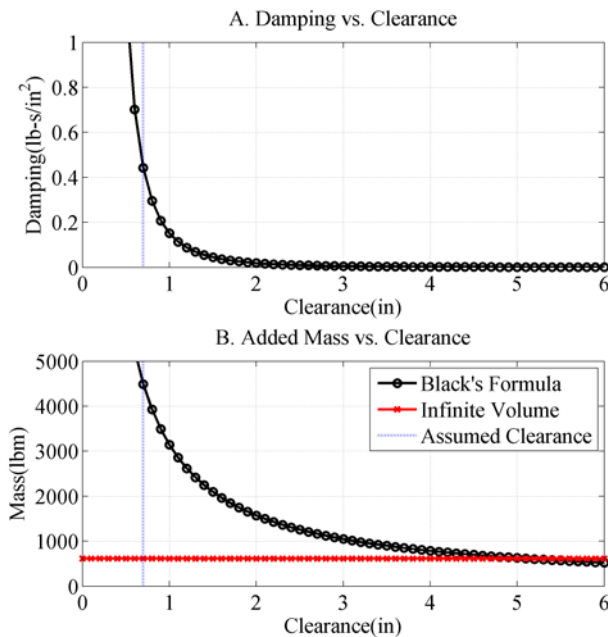 A. Damping vs. Clearance
1
0.8
0.6
0.4
0.2
0
Damping(lb-s/in²)
0 1 2 3 4 5 6
Clearance(in)
B. Added Mass vs. Clearance
5000
4000
3000
2000
1000
0
Mass(lbm)
Black's Formula
Infinite Volume
Assumed Clearance
0 1 2 3 4 5 6
Clearance(in)